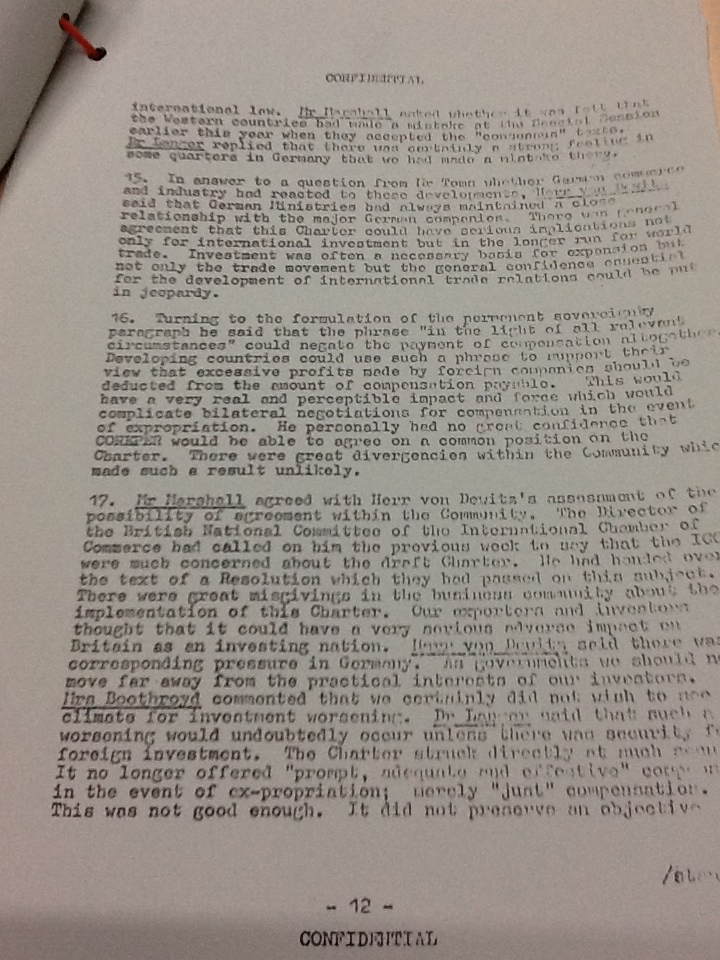 CONFIDENTIAL
international law. Mr Marshall asked whether it was felt that
the Western countries had made a mistake at the Special Session
earlier this year when they accepted the "consensus" texts.
Dr Langer replied that there was certainly a strong feeling in
some quarters in Germany that we had made a mistake there.
15. In answer to a question from Mr Toun whether German commerce
and industry had reacted to these developments, Herr von Dewitz
said that German Ministries had always maintained a close
relationship with the major German companies. There was general
agreement that this Charter could have serious implications not
only for international investment but in the longer run for world
trade. Investment was often a necessary basis for expansion but
not only the trade movement but the general confidence essential
for the development of international trade relations could be put
in jeopardy.
16. Turning to the formulation of the permanent sovereignty
paragraph he said that the phrase "in the light of all relevant
circumstances" could negate the payment of compensation altogether.
Developing countries could use such a phrase to support their
view that excessive profits made by foreign companies should be
deducted from the amount of compensation payable. This would
have a very real and perceptible impact and force which would
complicate bilateral negotiations for compensation in the event
of expropriation. He personally had no great confidence that
COREPER would be able to agree on a common position on the
Charter. There were great divergencies within the Community whic
made such a result unlikely.
17. Mr Marshall agreed with Herr von Dewitz's assessment of the
possibility of agreement within the Community. The Director of
the British National Committee of the International Chamber of
Commerce had called on him the previous week to say that the ICC
were much concerned about the draft Charter. He had handed over
the text of a Resolution which they had passed on this subject.
There were great misgivings in the business community about the
implementation of this Charter. Our exporters and investors
thought that it could have a very serious adverse impact on
Britain as an investing nation. Herr von Dewitz said there was
corresponding pressure in Germany. As governments we should n
move far away from the practical interests of our investors.
Mrs Boothroyd commented that we certainly did not wish to see
climate for investment worsening. Dr Langer said that such a
worsening would undoubtedly occur unless there was security f
foreign investment. The Charter struck directly at such secu
It no longer offered "prompt, adequate and effective" comp
in the event of ex-propriation; merely "just" compensation.
This was not good enough. It did not preserve an objective
- 12 -
CONFIDENTIAL